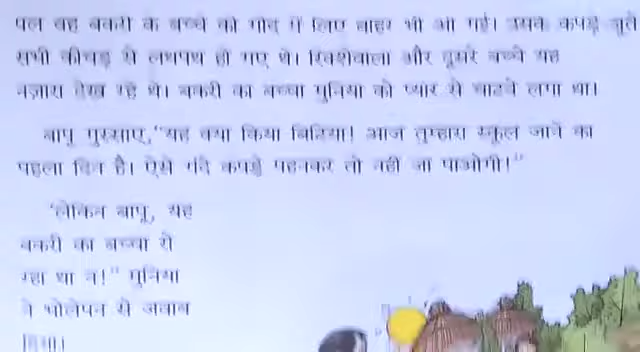 पल वह बकरी के बच्चे को गोद में लिए बाहर भी आ गई। उसके कपड़े जूते
सभी कीचड़ से लथपथ हो गए थे। रिक्शेवाला और दूसरे बच्चे यह
नज़ारा देख रहे थे। बकरी का बच्चा मुनिया को प्यार से चाटने लगा था।
बापू गुस्साए, "यह क्या किया बिटिया! आज तुम्हारा स्कूल जाने का
पहला दिन है। ऐसे गंदे कपड़े पहनकर तो नहीं जा पाओगी।"
"लेकिन बापू, यह
बकरी का बच्चा रो
रहा था न!" मुनिया
ने भोलेपन से जवाब
दिया।